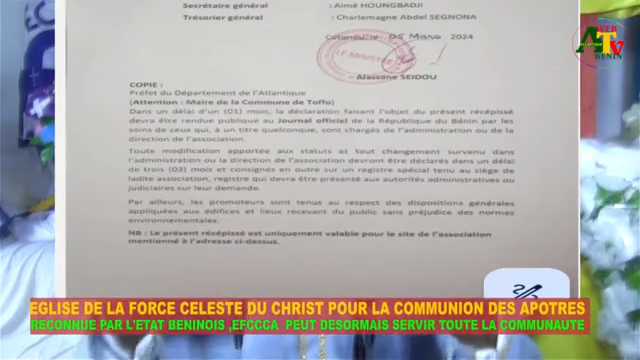 Secrétaire général : Aimé HOUNGBADJI
Trésorier général : Charlemagne Abdel SEGNONA
Cotonou, le 05 Mars 2024
LE MINISTRE
Alassane SEIDOU
COPIE :
Préfet du Département de l'Atlantique
(Attention : Maire de la Commune de Toffo)
Dans un délai d'un (01) mois, la déclaration faisant l'objet du présent récépissé
devra être rendue publique au Journal officiel de la République du Bénin par les
soins de ceux qui, à un titre quelconque, sont chargés de l'administration ou de la
direction de l'association.
Toute modification apportée aux statuts et tout changement survenu dans
l'administration ou la direction de l'association devront être déclarés dans un délai
de trois (03) mois et consignés en outre sur un registre spécial tenu au siège de
ladite association, registre qui devra être présenté aux autorités administratives ou
judiciaires sur leur demande.
Par ailleurs, les promoteurs sont tenus au respect des dispositions générales
appliquées aux édifices et lieux recevant du public sans préjudice des normes
environnementales.
NB : Le présent récépissé est uniquement valable pour le site de l'association
mentionné à l'adresse ci-dessus.
WEB
ATV
BENIN
EGLISE DE LA FORCE CELESTE DU CHRIST POUR LA COMMUNION DES APOTRES
RECONNUE PAR L'ETAT BENINOIS ,EFCCCA PEUT DESORMAIS SERVIR TOUTE LA COMMUNAUTE